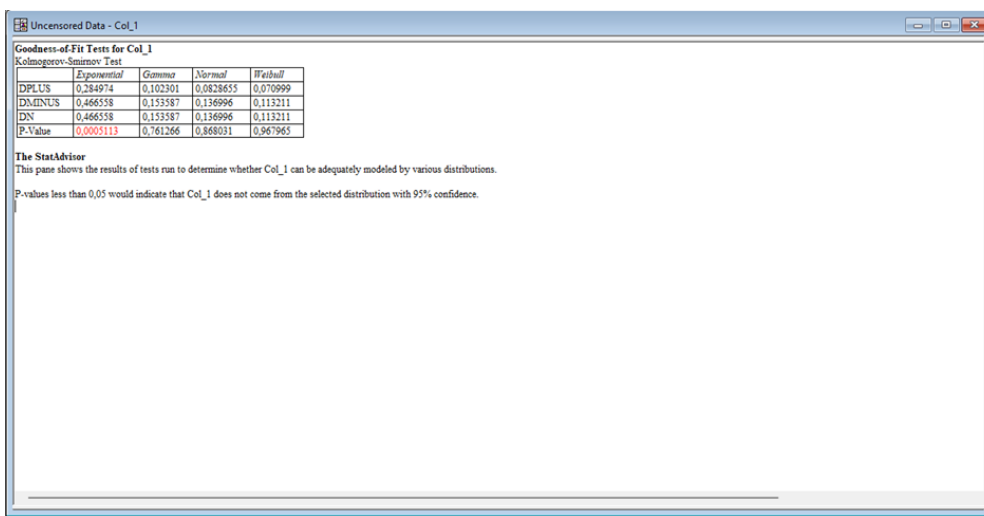 Uncensored Data - Col_1
Goodness-of-Fit Tests for Col_1
Kolmogorov-Smirnov Test
Exponential Gamma Normal Weibull
DPLUS 0,284974 0,102301 0,0828655 0,070999
DMINUS 0,466558 0,153587 0,136996 0,113211
DN 0,466558 0,153587 0,136996 0,113211
P-Value 0,0005113 0,761266 0,868031 0,967965
The StatAdvisor
This pane shows the results of tests run to determine whether Col_1 can be adequately modeled by various distributions.
P-values less than 0,05 would indicate that Col_1 does not come from the selected distribution with 95% confidence.